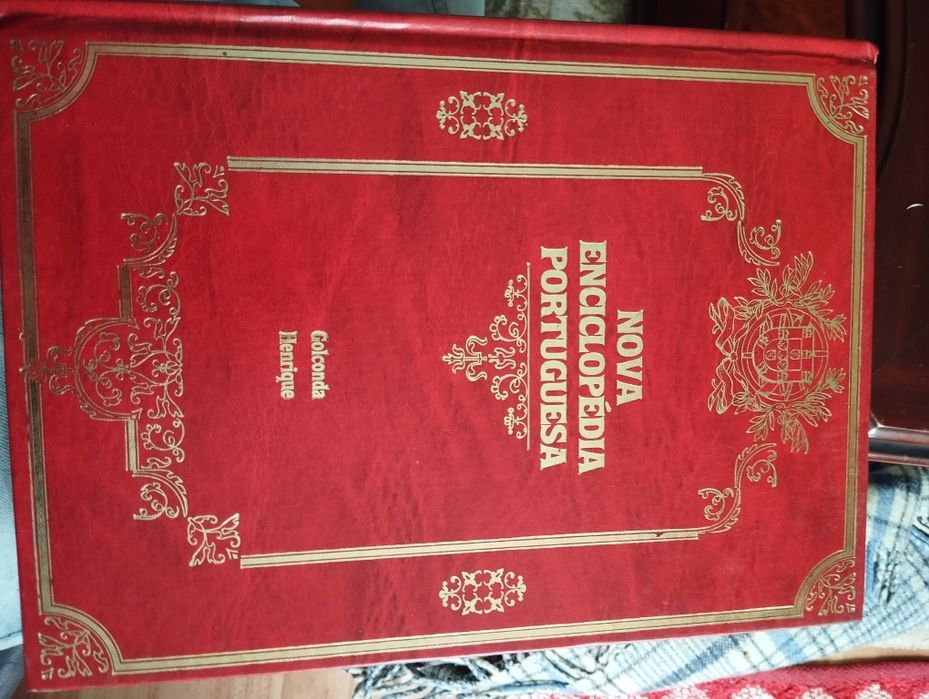 NOVA
ENCICLOPÉDIA
PORTUGUESA
Golconda
Henrique